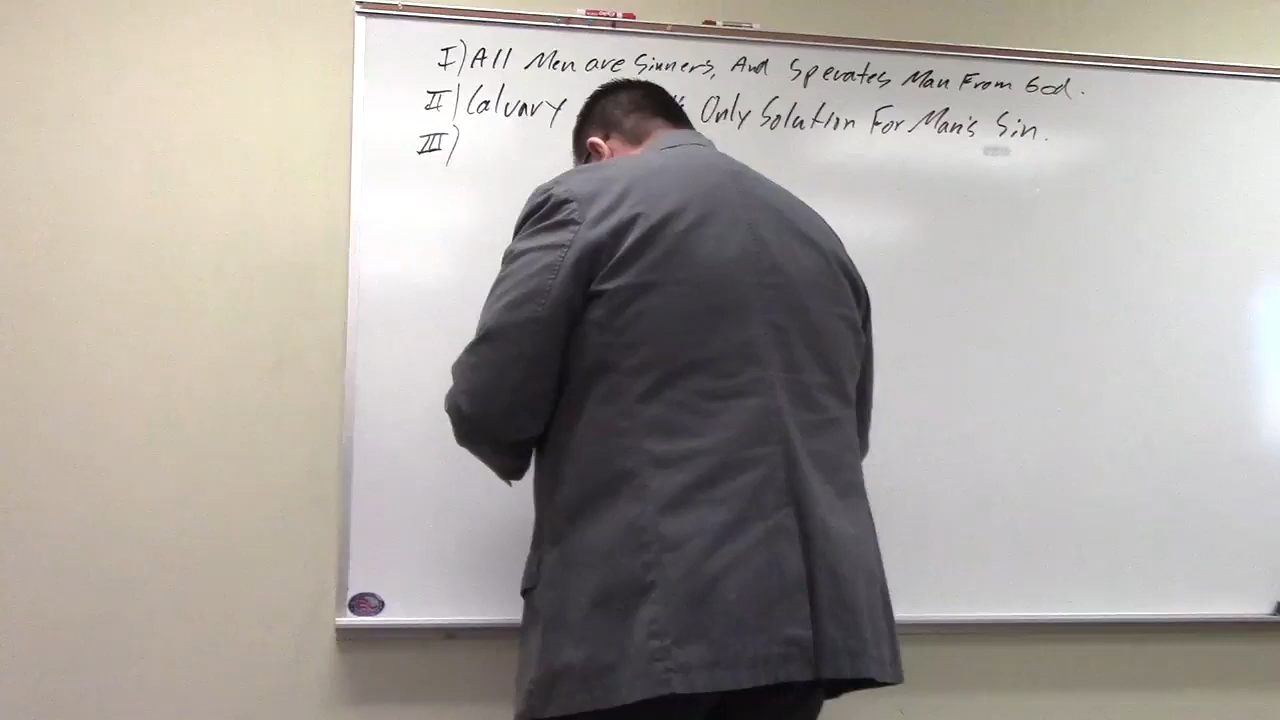 I) All Men are Sinners, And Sperates Man From God.
II) Calvary Only Solution For Man's Sin.
III)